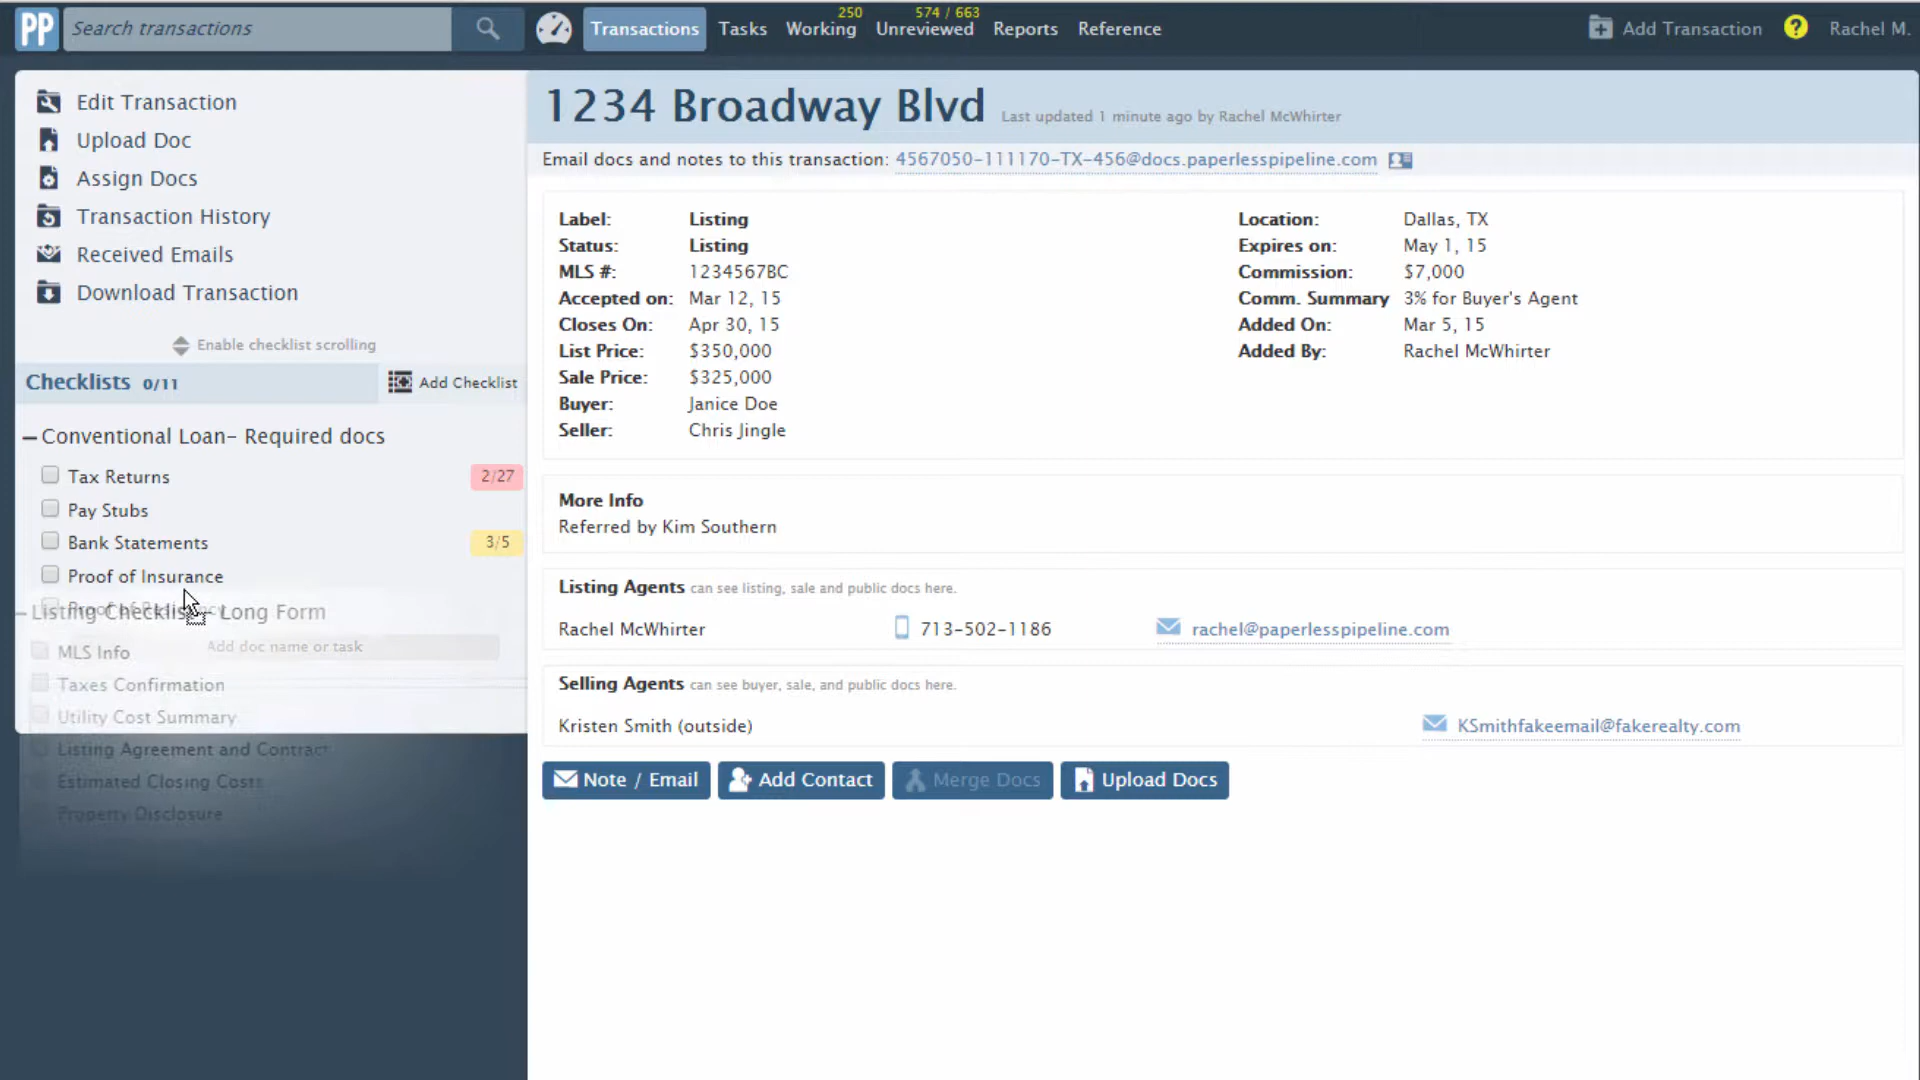 PP Search transactions Transactions Tasks Working 250 Unreviewed 574 / 663 Reports Reference Add Transaction ? Rachel M.
Edit Transaction
Upload Doc
Assign Docs
Transaction History
Received Emails
Download Transaction
Enable checklist scrolling
Checklists 0/11 Add Checklist
Conventional Loan- Required docs
Tax Returns 2/27
Pay Stubs
Bank Statements 3/5
Proof of Insurance
Listing Checklist - Long Form
Add doc name or task
MLS Info
Taxes Confirmation
Utility Cost Summary
Listing Agreement and Contract
Estimated Closing Costs
Property Disclosure
1234 Broadway Blvd Last updated 1 minute ago by Rachel McWhirter
Email docs and notes to this transaction: 4567050-111170-TX-456@docs.paperlesspipeline.com
Label: Listing
Status: Listing
MLS #: 1234567BC
Accepted on: Mar 12, 15
Closes On: Apr 30, 15
List Price: $350,000
Sale Price: $325,000
Buyer: Janice Doe
Seller: Chris Jingle
Location: Dallas, TX
Expires on: May 1, 15
Commission: $7,000
Comm. Summary 3% for Buyer's Agent
Added On: Mar 5, 15
Added By: Rachel McWhirter
More Info
Referred by Kim Southern
Listing Agents can see listing, sale and public docs here.
Rachel McWhirter 713-502-1186 rachel@paperlesspipeline.com
Selling Agents can see buyer, sale, and public docs here.
Kristen Smith (outside) KSmithfakeemail@fakerealty.com
Note / Email Add Contact Merge Docs Upload Docs